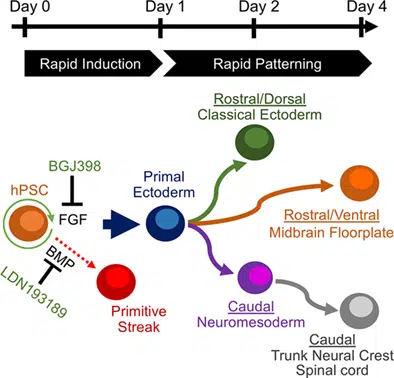 Day 0 Day 1 Day 2 Day 4
Rapid Induction Rapid Patterning
Rostral/Dorsal
Classical Ectoderm
BGJ398
hPSC
FGF
BMP
LDN193189
Primal
Ectoderm
Rostral/Ventral
Midbrain Floorplate
Primitive
Streak
Caudal
Neuromesoderm
Caudal
Trunk Neural Crest
Spinal cord